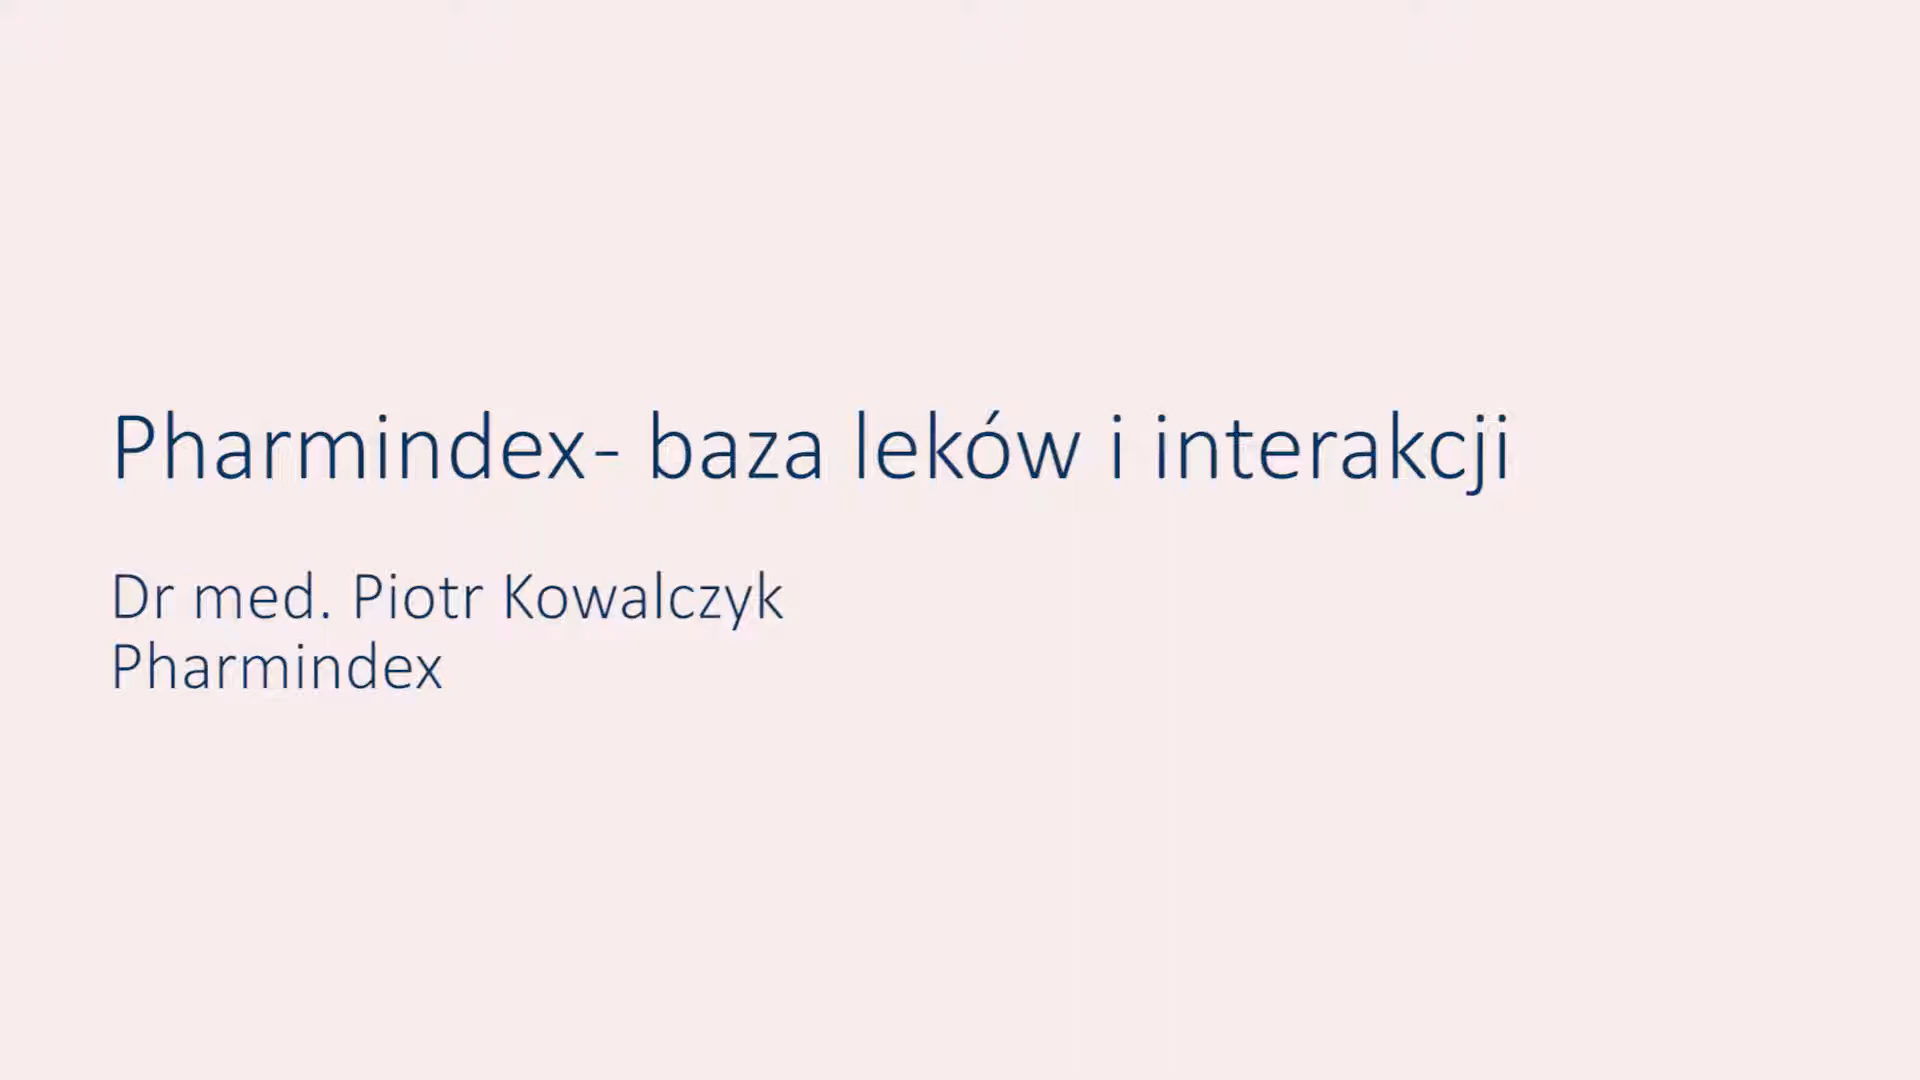 Pharmindex- baza leków i interakcji
Dr med. Piotr Kowalczyk
Pharmindex